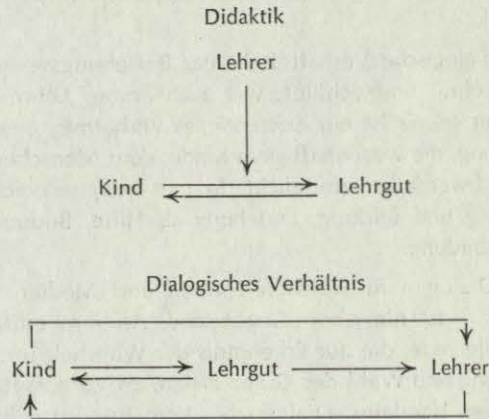 Didaktik
Lehrer
Kind Lehrgut
Dialogisches Verhältnis
Kind Lehrgut Lehrer